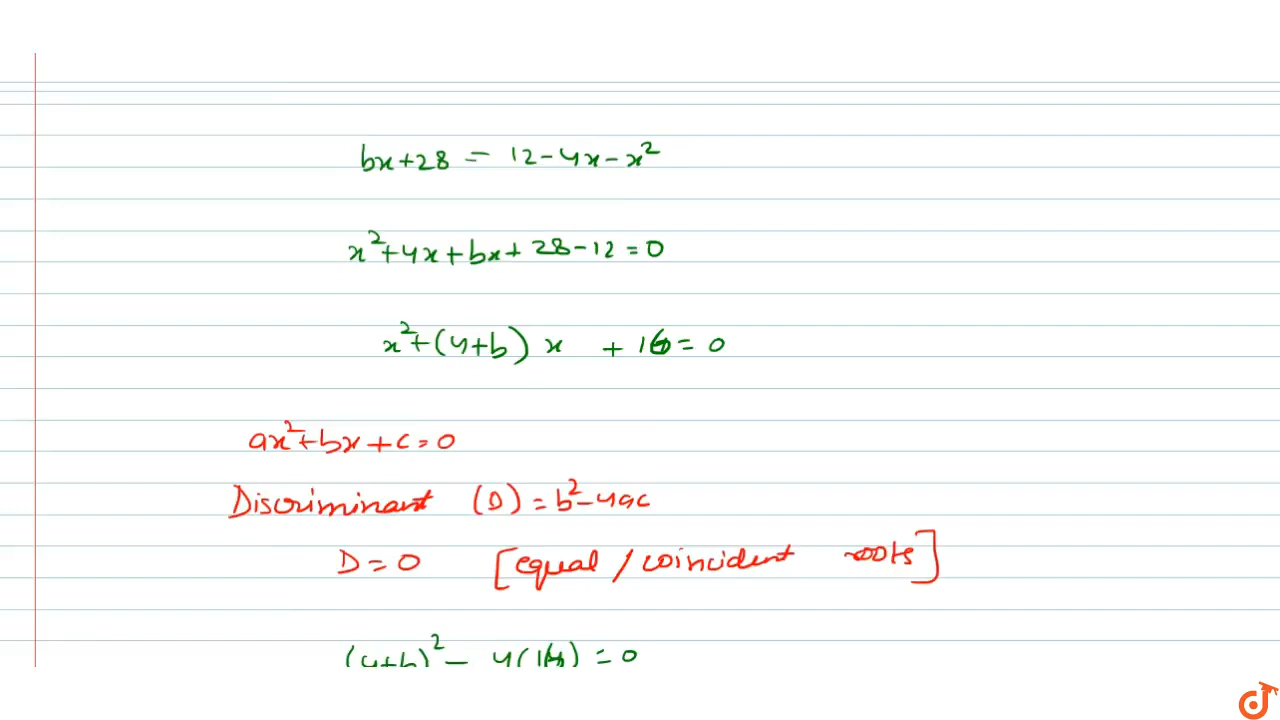 bx+28 = 12-4x-x²
x²+4x+bx+28-12=0
x²+(4+b) x + 16=0
ax²+bx+c=0
Discriminant (D) = b²-4ac
D=0 [equal / coincident roots]
(4+b)² - 4(16) = 0